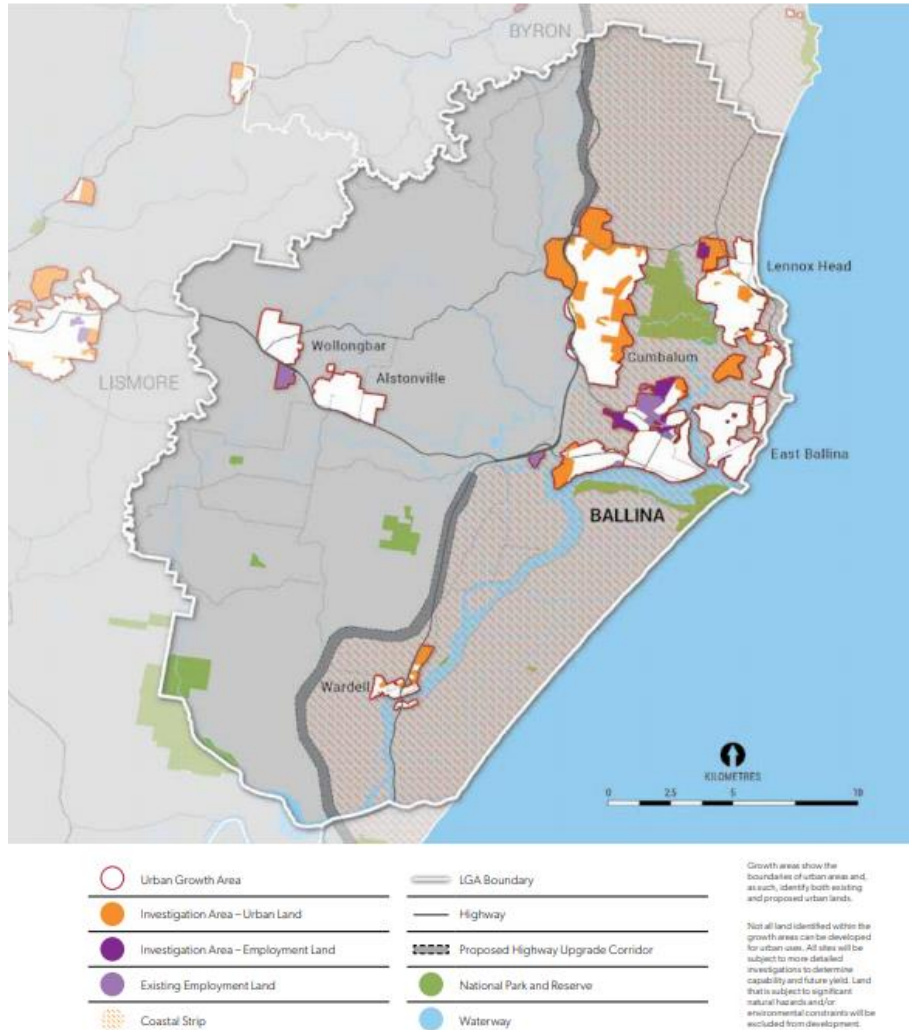 BYRON
Lennox Head
Wollongbar
Cumbalum
Alstonville
LISMORE
East Ballina
BALLINA
Wardell
KILOMETRES
0 2.5 5 10
Urban Growth Area
LGA Boundary
Investigation Area – Urban Land
Highway
Investigation Area – Employment Land
Proposed Highway Upgrade Corridor
Existing Employment Land
National Park and Reserve
Coastal Strip
Waterway
Growth areas show the
boundaries of urban areas and,
as such, identify both existing
and proposed urban lands.
Not all land identified within the
growth areas can be developed
for urban uses. All sites will be
subject to more detailed
investigations to determine
capability and future yield. Land
that is subject to significant
natural hazards and/or
environmental constraints will be
excluded from development.